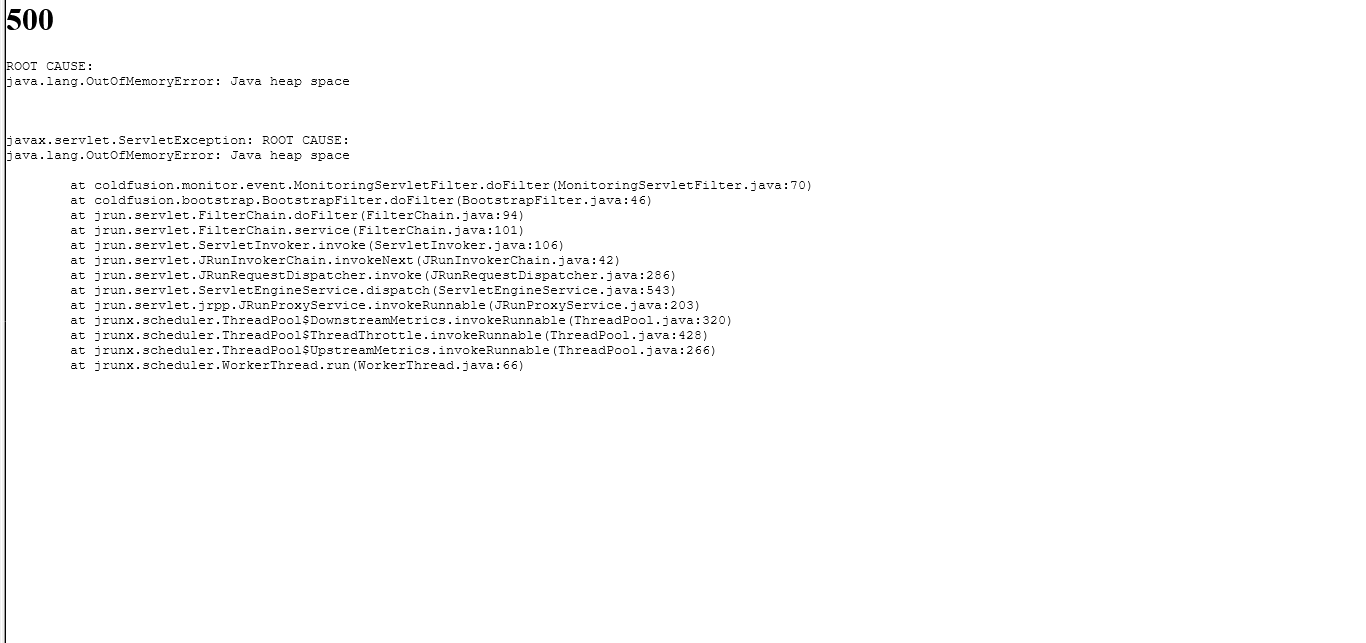 500
ROOT CAUSE:
java.lang.OutOfMemoryError: Java heap space
javax.servlet.ServletException: ROOT CAUSE:
java.lang.OutOfMemoryError: Java heap space
at coldfusion.monitor.event.MonitoringServletFilter.doFilter(MonitoringServletFilter.java:70)
at coldfusion.bootstrap.BootstrapFilter.doFilter(BootstrapFilter.java:46)
at jrun.servlet.FilterChain.doFilter(FilterChain.java:94)
at jrun.servlet.FilterChain.service(FilterChain.java:101)
at jrun.servlet.ServletInvoker.invoke(ServletInvoker.java:106)
at jrun.servlet.JRunInvokerChain.invokeNext(JRunInvokerChain.java:42)
at jrun.servlet.JRunRequestDispatcher.invoke(JRunRequestDispatcher.java:286)
at jrun.servlet.ServletEngineService.dispatch(ServletEngineService.java:543)
at jrun.servlet.jrpp.JRunProxyService.invokeRunnable(JRunProxyService.java:203)
at jrunx.scheduler.ThreadPool$DownstreamMetrics.invokeRunnable(ThreadPool.java:320)
at jrunx.scheduler.ThreadPool$ThreadThrottle.invokeRunnable(ThreadPool.java:428)
at jrunx.scheduler.ThreadPool$UpstreamMetrics.invokeRunnable(ThreadPool.java:266)
at jrunx.scheduler.WorkerThread.run(WorkerThread.java:66)